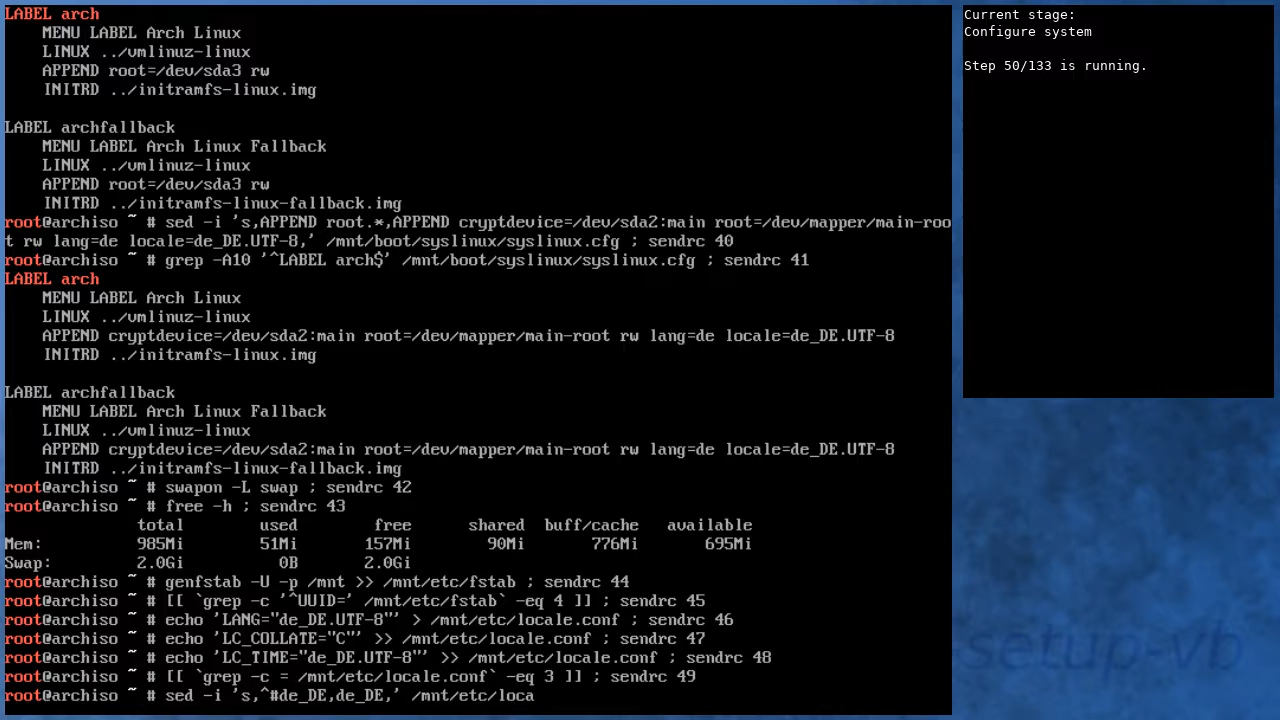 LABEL arch
MENU LABEL Arch Linux
LINUX ../vmlinuz-linux
APPEND root=/dev/sda3 rw
INITRD ../initramfs-linux.img
LABEL archfallback
MENU LABEL Arch Linux Fallback
LINUX ../vmlinuz-linux
APPEND root=/dev/sda3 rw
INITRD ../initramfs-linux-fallback.img
root@archiso ~ # sed -i 's,APPEND root.*,APPEND cryptdevice=/dev/sda2:main root=/dev/mapper/main-roo
t rw lang=de locale=de_DE.UTF-8,' /mnt/boot/syslinux/syslinux.cfg ; sendrc 40
root@archiso ~ # grep -A10 '^LABEL arch$' /mnt/boot/syslinux/syslinux.cfg ; sendrc 41
LABEL arch
MENU LABEL Arch Linux
LINUX ../vmlinuz-linux
APPEND cryptdevice=/dev/sda2:main root=/dev/mapper/main-root rw lang=de locale=de_DE.UTF-8
INITRD ../initramfs-linux.img
LABEL archfallback
MENU LABEL Arch Linux Fallback
LINUX ../vmlinuz-linux
APPEND cryptdevice=/dev/sda2:main root=/dev/mapper/main-root rw lang=de locale=de_DE.UTF-8
INITRD ../initramfs-linux-fallback.img
root@archiso ~ # swapon -L swap ; sendrc 42
root@archiso ~ # free -h ; sendrc 43
total used free shared buff/cache available
Mem: 985Mi 51Mi 157Mi 90Mi 776Mi 695Mi
Swap: 2.0Gi 0B 2.0Gi
root@archiso ~ # genfstab -U -p /mnt >> /mnt/etc/fstab ; sendrc 44
root@archiso ~ # [[ `grep -c '^UUID=' /mnt/etc/fstab` -eq 4 ]] ; sendrc 45
root@archiso ~ # echo 'LANG="de_DE.UTF-8"' > /mnt/etc/locale.conf ; sendrc 46
root@archiso ~ # echo 'LC_COLLATE="C"' >> /mnt/etc/locale.conf ; sendrc 47
root@archiso ~ # echo 'LC_TIME="de_DE.UTF-8"' >> /mnt/etc/locale.conf ; sendrc 48
root@archiso ~ # [[ `grep -c = /mnt/etc/locale.conf` -eq 3 ]] ; sendrc 49
root@archiso ~ # sed -i 's,^#de_DE,de_DE,' /mnt/etc/loca
Current stage:
Configure system
Step 50/133 is running.
setup-vb